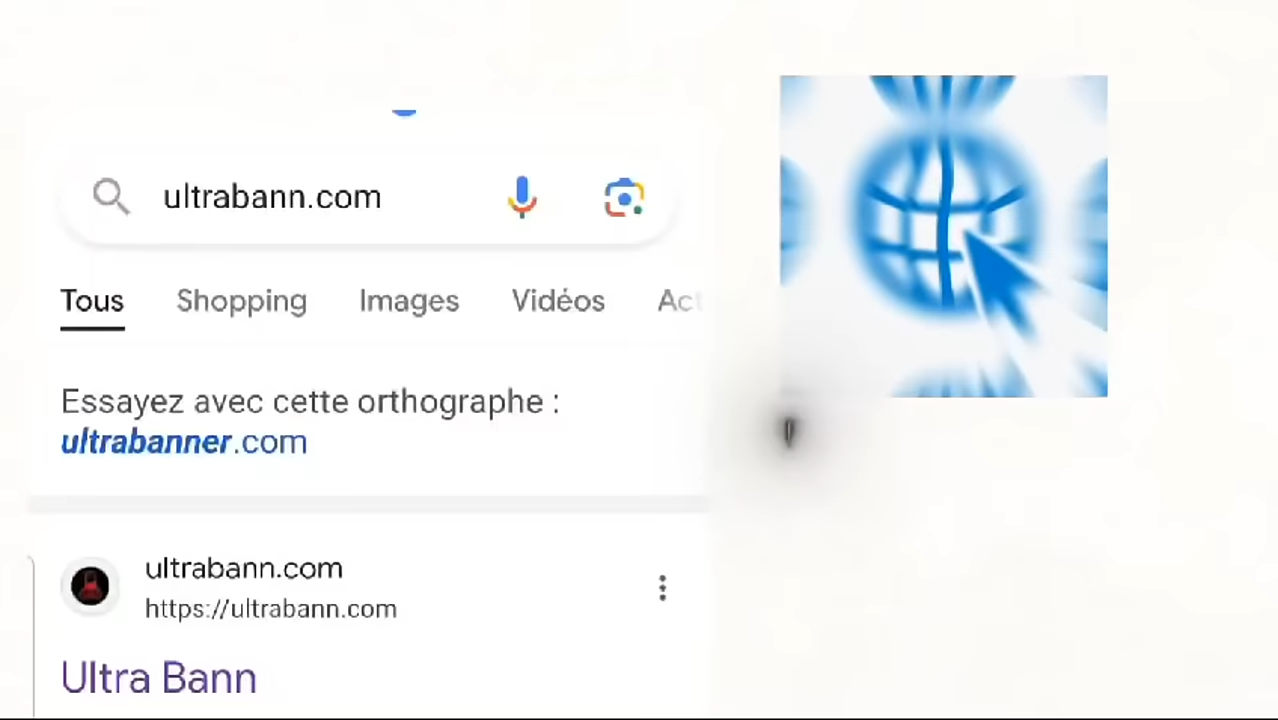 ultrabann.com
Tous Shopping Images Vidéos Act
Essayez avec cette orthographe :
ultrabanner.com
ultrabann.com
https://ultrabann.com
Ultra Bann